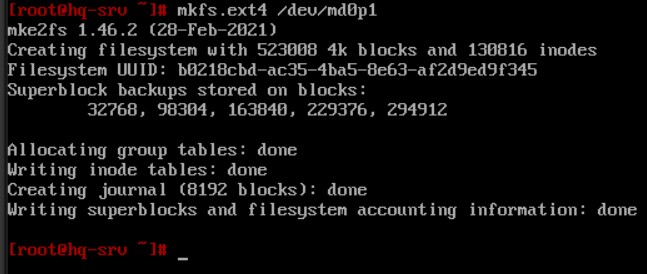 [root@hq-srv ~]# mkfs.ext4 /dev/md0p1
mke2fs 1.46.2 (28-Feb-2021)
Creating filesystem with 523008 4k blocks and 130816 inodes
Filesystem UUID: b0218cbd-ac35-4ba5-8e63-af2d9ed9f345
Superblock backups stored on blocks:
32768, 98304, 163840, 229376, 294912
Allocating group tables: done
Writing inode tables: done
Creating journal (8192 blocks): done
Writing superblocks and filesystem accounting information: done
[root@hq-srv ~]# _